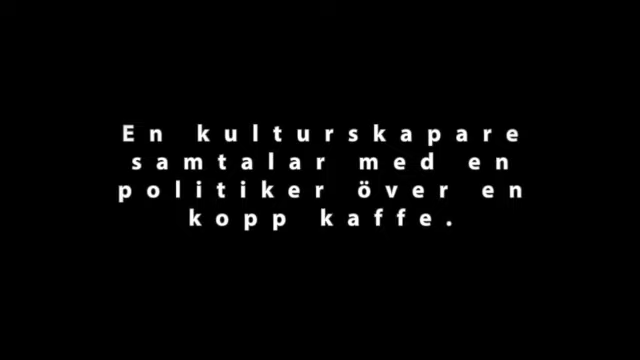 En kulturskapare
samtalar med en
politiker över en
kopp kaffe.